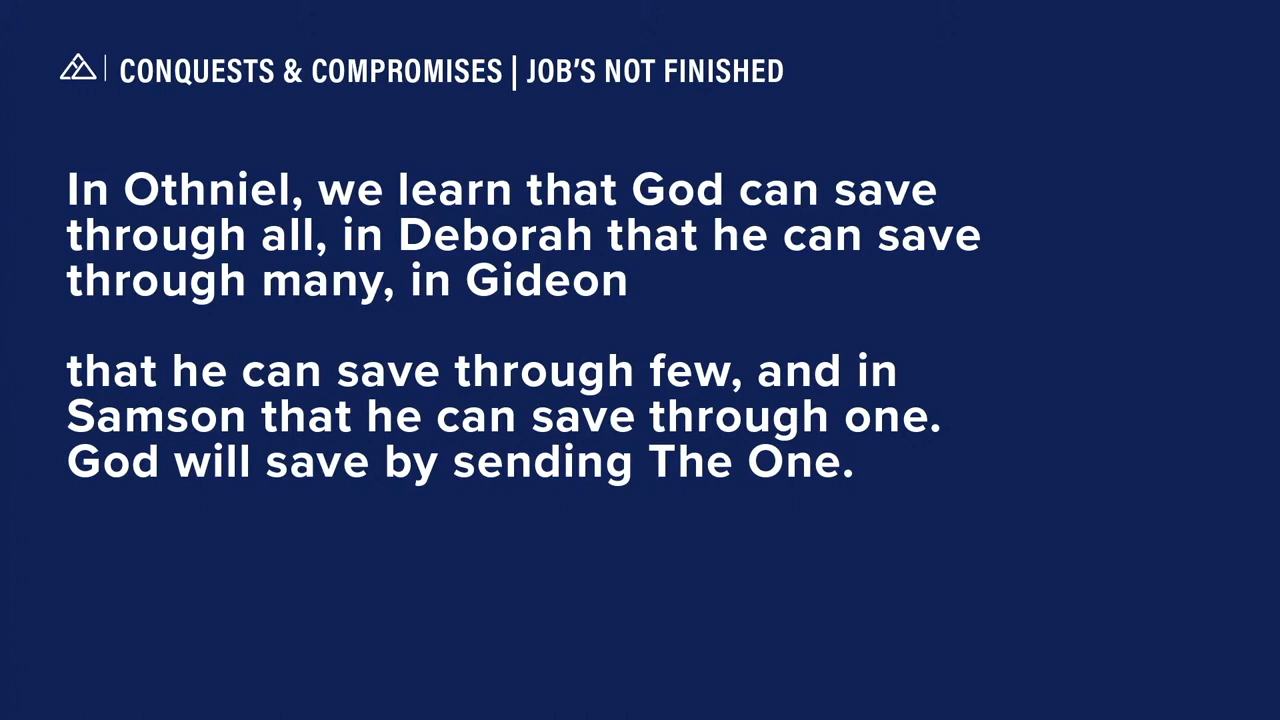 CONQUESTS & COMPROMISES | JOB'S NOT FINISHED
In Othniel, we learn that God can save
through all, in Deborah that he can save
through many, in Gideon
that he can save through few, and in
Samson that he can save through one.
God will save by sending The One.